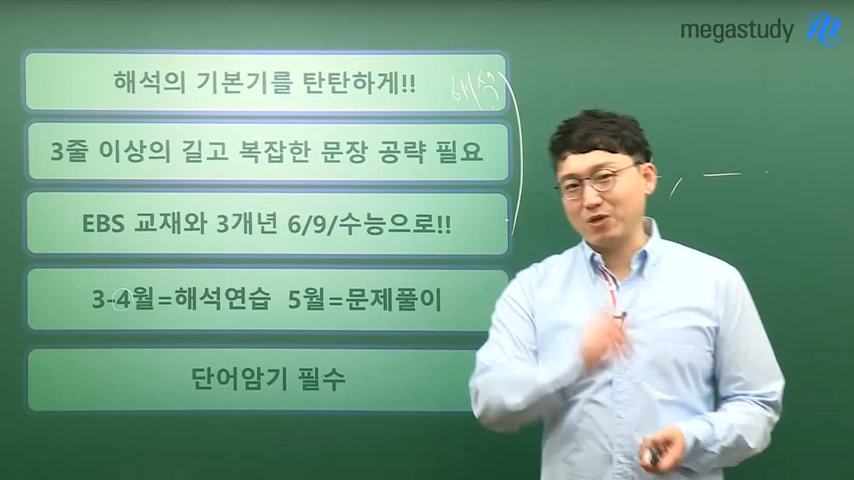 megastudy
해석의 기본기를 탄탄하게!!
해석
3줄 이상의 길고 복잡한 문장 공략 필요
EBS 교재와 3개년 6/9/수능으로!!
3-4월=해석연습 5월=문제풀이
단어암기 필수